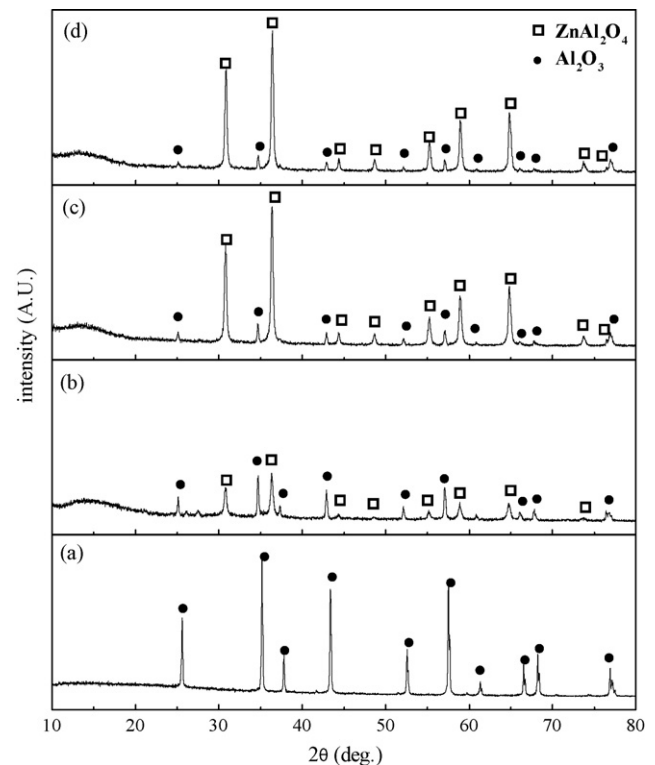 (d)
ZnAl₂O₄
Al₂O₃
(c)
(b)
(a)
intensity (A.U.)
10 20 30 40 50 60 70 80
2θ (deg.)